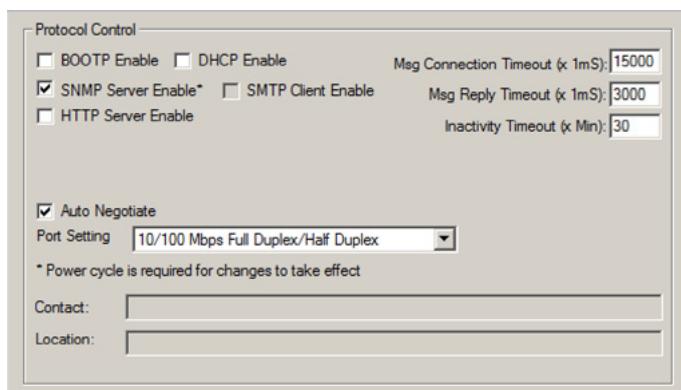 Protocol Control
BOOTP Enable DHCP Enable Msg Connection Timeout (x 1mS): 15000
SNMP Server Enable* SMTP Client Enable Msg Reply Timeout (x 1mS): 3000
HTTP Server Enable Inactivity Timeout (x Min): 30
Auto Negotiate
Port Setting 10/100 Mbps Full Duplex/Half Duplex
* Power cycle is required for changes to take effect
Contact:
Location: